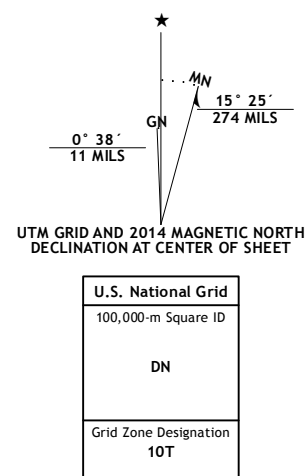 ★
MN
GN
15° 25´
274 MILS
0° 38´
11 MILS
UTM GRID AND 2014 MAGNETIC NORTH
DECLINATION AT CENTER OF SHEET
U.S. National Grid
100,000-m Square ID
DN
Grid Zone Designation
10T